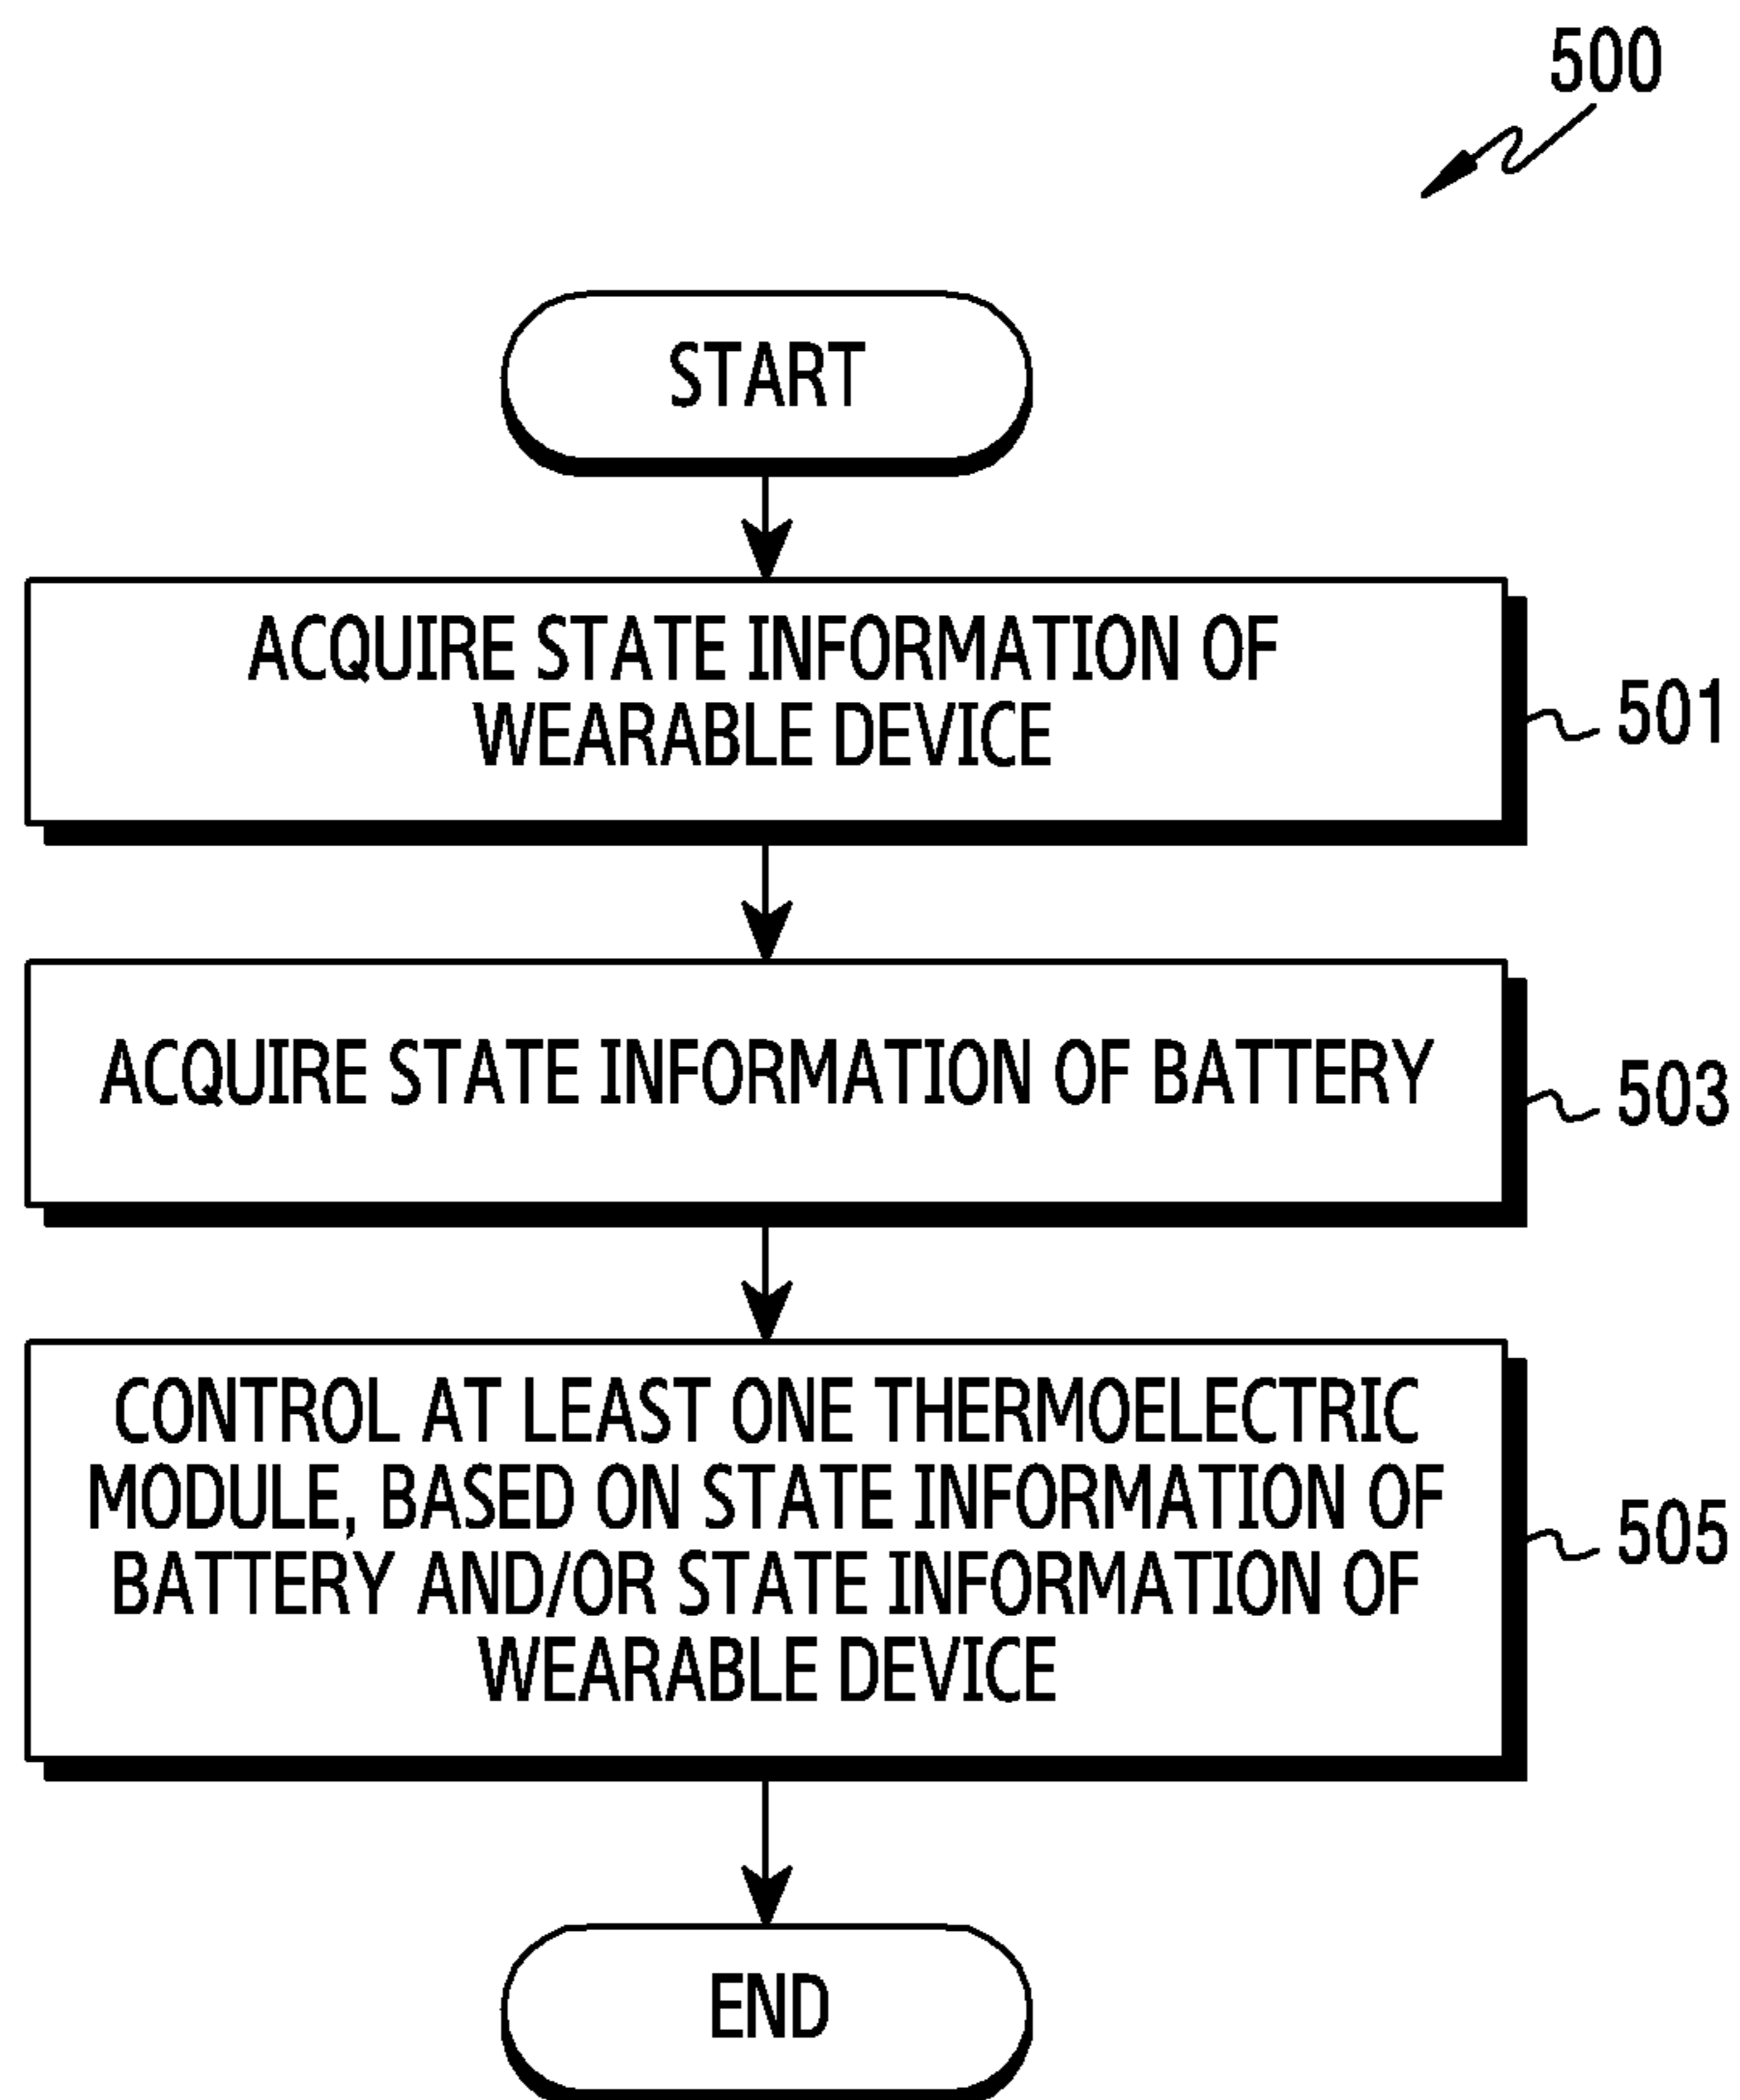 500
START
ACQUIRE STATE INFORMATION OF
WEARABLE DEVICE
501
ACQUIRE STATE INFORMATION OF BATTERY
503
CONTROL AT LEAST ONE THERMOELECTRIC
MODULE, BASED ON STATE INFORMATION OF
BATTERY AND/OR STATE INFORMATION OF
WEARABLE DEVICE
505
END